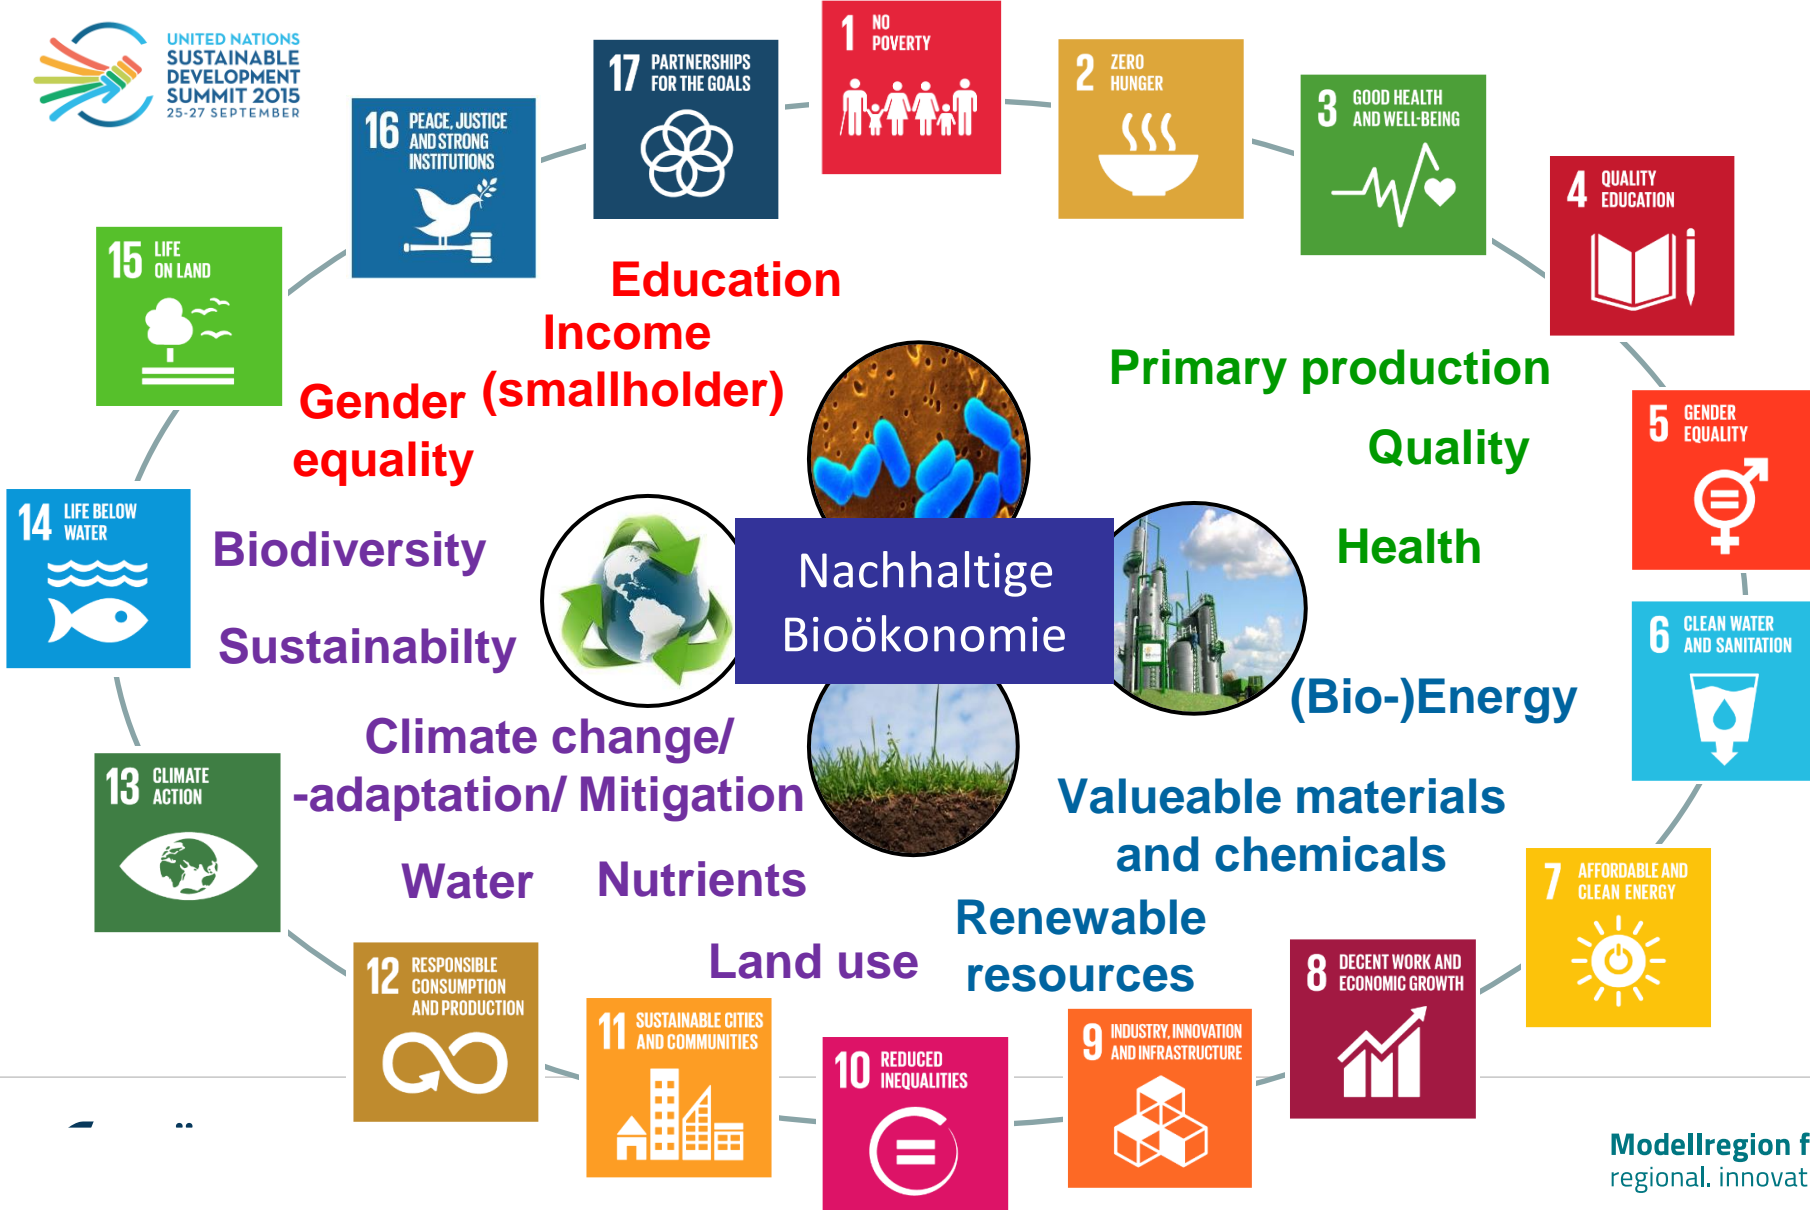 UNITED NATIONS
SUSTAINABLE
DEVELOPMENT
SUMMIT 2015
25-27 SEPTEMBER
1 NO
POVERTY
2 ZERO
HUNGER
3 GOOD HEALTH
AND WELL-BEING
4 QUALITY
EDUCATION
5 GENDER
EQUALITY
6 CLEAN WATER
AND SANITATION
7 AFFORDABLE AND
CLEAN ENERGY
8 DECENT WORK AND
ECONOMIC GROWTH
9 INDUSTRY, INNOVATION
AND INFRASTRUCTURE
10 REDUCED
INEQUALITIES
11 SUSTAINABLE CITIES
AND COMMUNITIES
12 RESPONSIBLE
CONSUMPTION
AND PRODUCTION
13 CLIMATE
ACTION
14 LIFE BELOW
WATER
15 LIFE
ON LAND
16 PEACE, JUSTICE
AND STRONG
INSTITUTIONS
17 PARTNERSHIPS
FOR THE GOALS
Education
Income
(smallholder)
Gender
equality
Primary production
Quality
Health
Biodiversity
Sustainabilty
Nachhaltige
Bioökonomie
(Bio-)Energy
Climate change/
-adaptation/ Mitigation
Valueable materials
and chemicals
Water
Nutrients
Renewable
resources
Land use
Modellregion f
regional. innovat